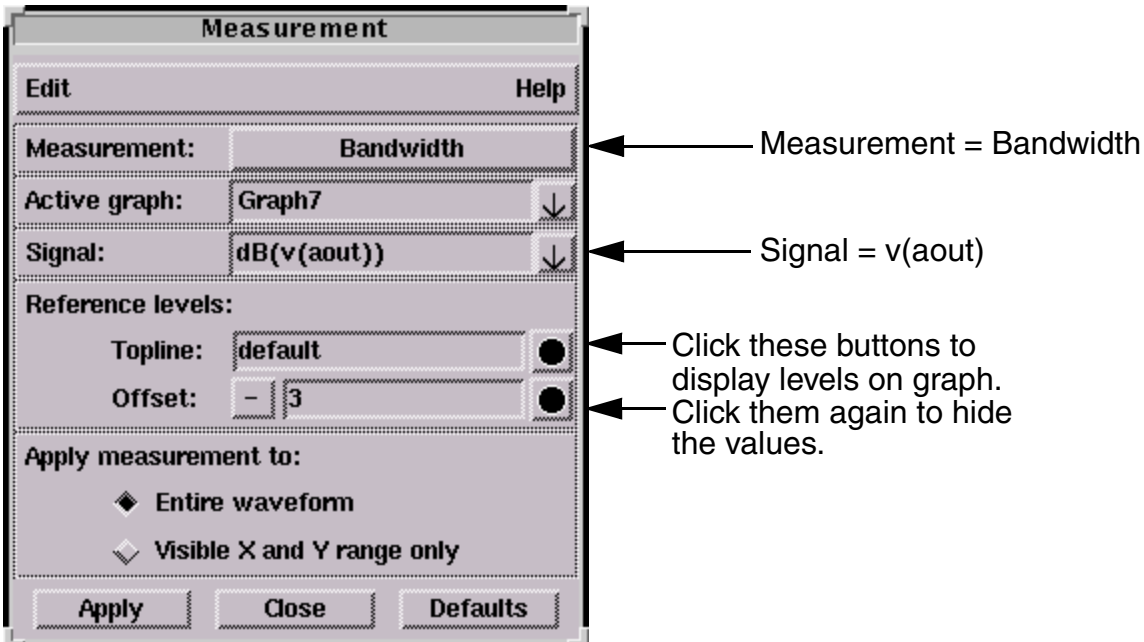 Measurement
Edit Help
Measurement: Bandwidth
Measurement = Bandwidth
Active graph: Graph7
Signal: dB(v(aout))
Signal = v(aout)
Reference levels:
Topline: default
Offset: - 3
Click these buttons to
display levels on graph.
Click them again to hide
the values.
Apply measurement to:
Entire waveform
Visible X and Y range only
Apply Close Defaults